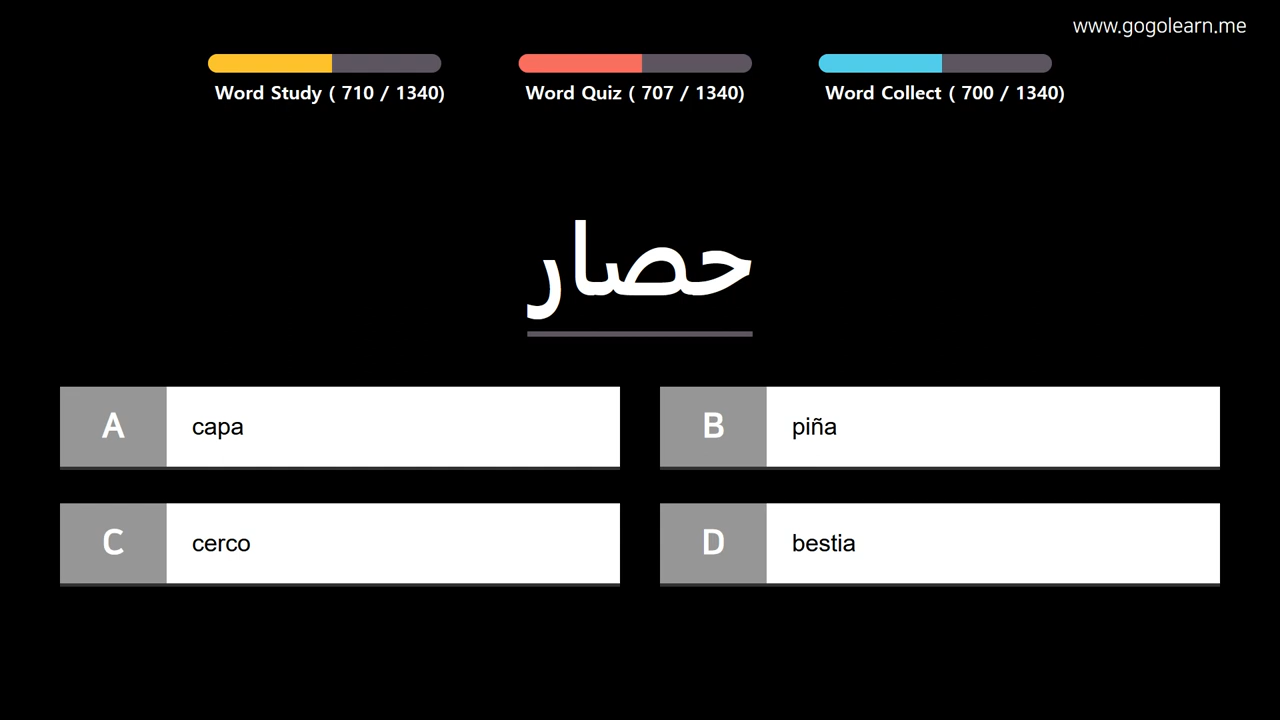 www.gogolearn.me
Word Study ( 710 / 1340)
Word Quiz ( 707 / 1340)
Word Collect ( 700 / 1340)
حصار
A
capa
B
piña
C
cerco
D
bestia